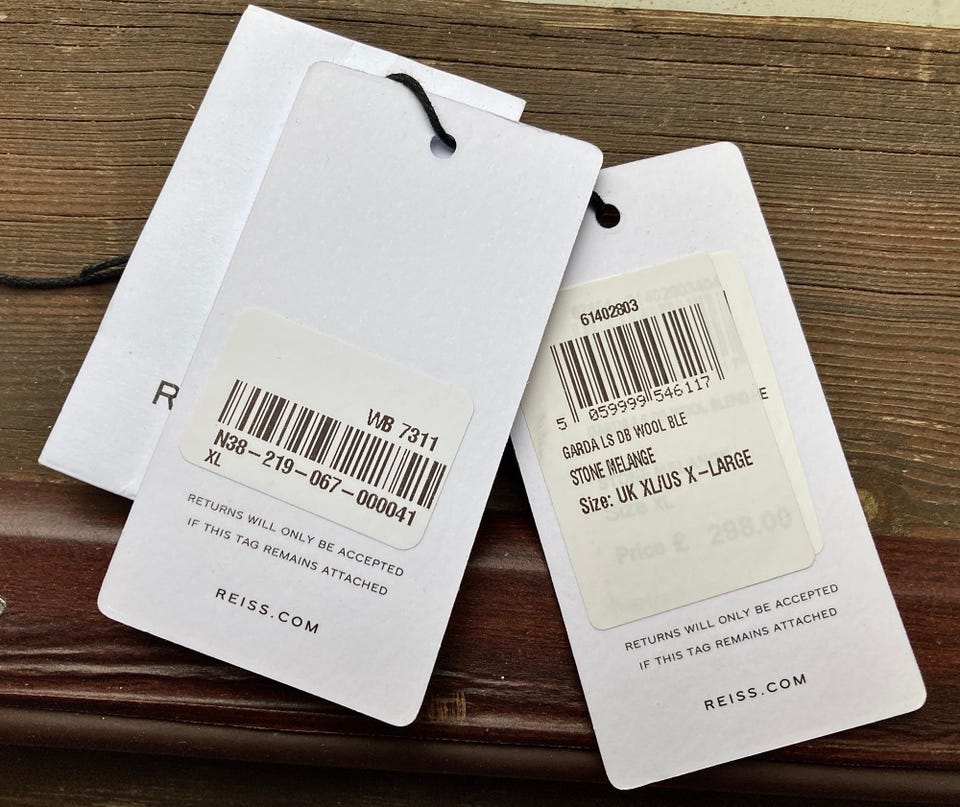 R
WB 7311
N38-219-067-000041
XL
RETURNS WILL ONLY BE ACCEPTED
IF THIS TAG REMAINS ATTACHED
REISS.COM
61402803
5 059999 546117
GARDA LS DB WOOL BLE
STONE MELANGE
Size: UK XL/US X-LARGE
E
Size XL
Price £ 298.00
RETURNS WILL ONLY BE ACCEPTED
IF THIS TAG REMAINS ATTACHED
REISS.COM